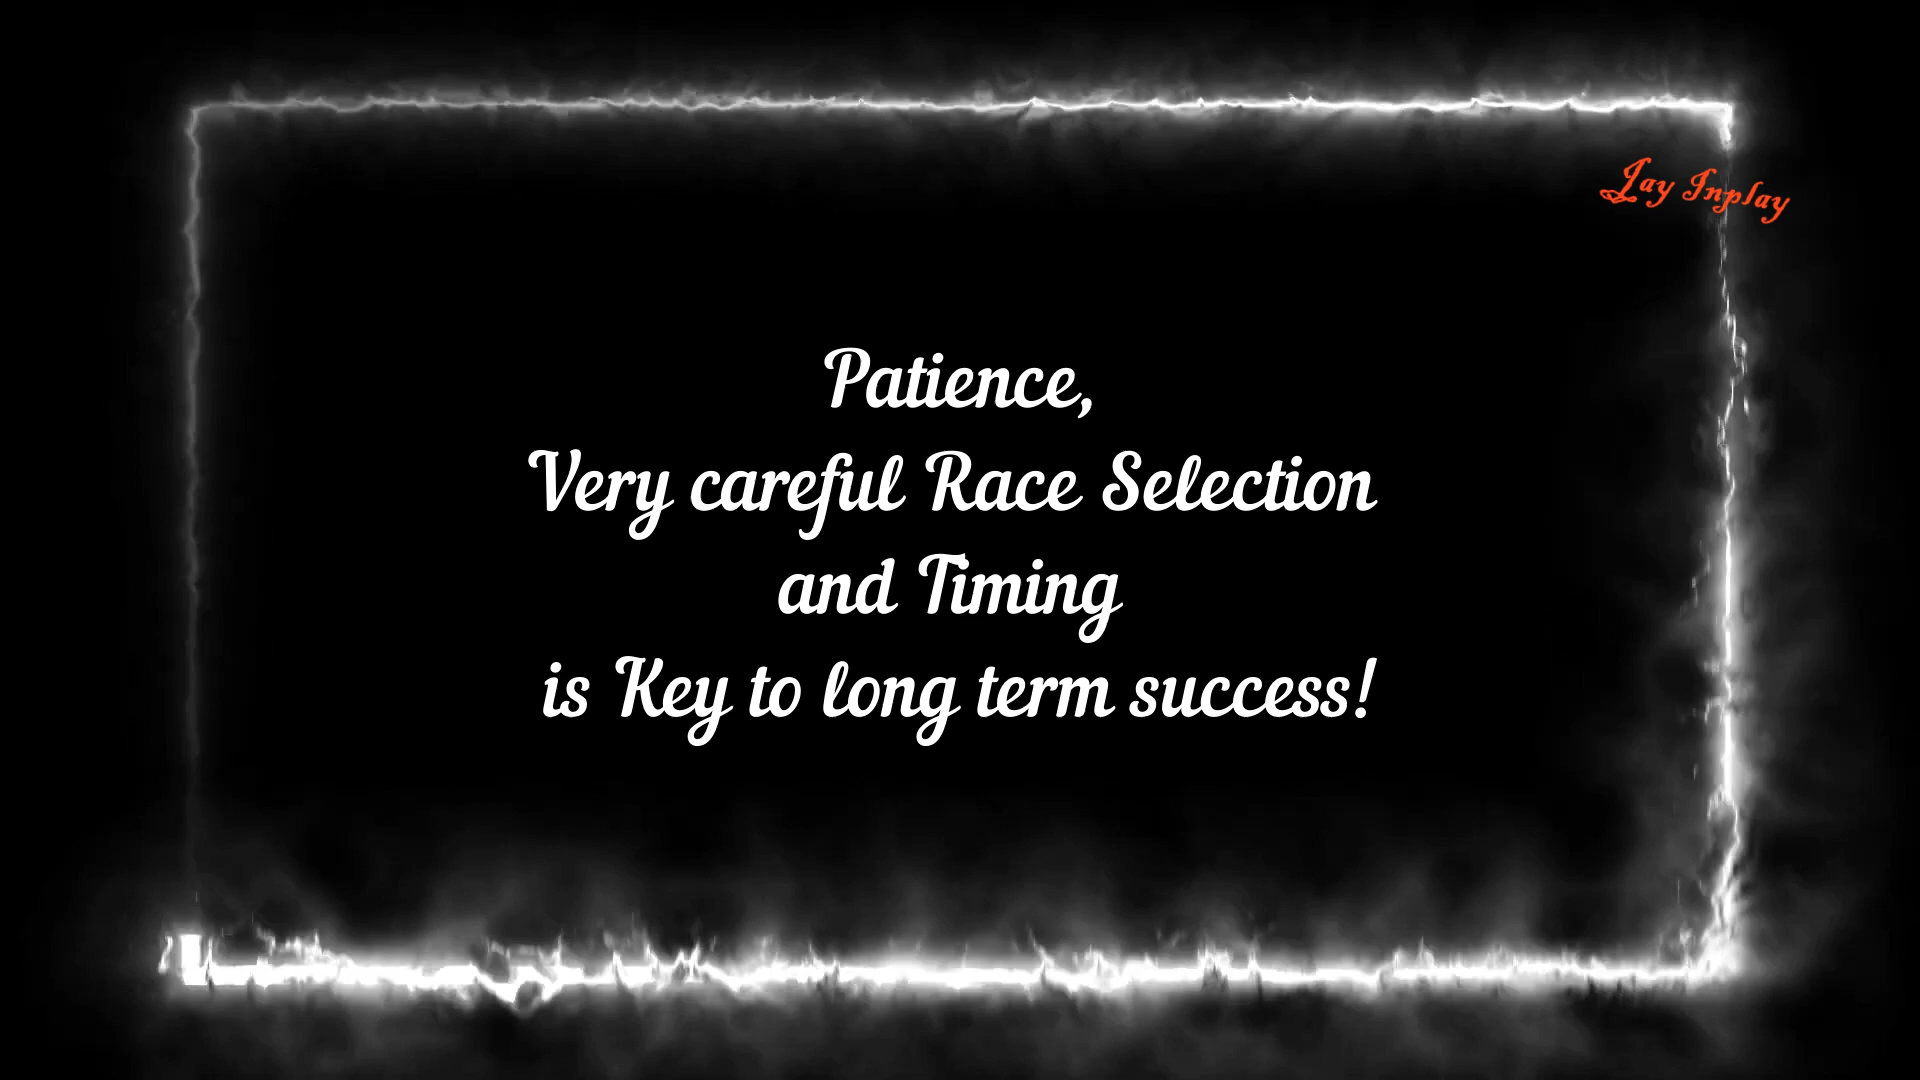 Jay Inplay
Patience,
Very careful Race Selection
and Timing
is Key to long term success!